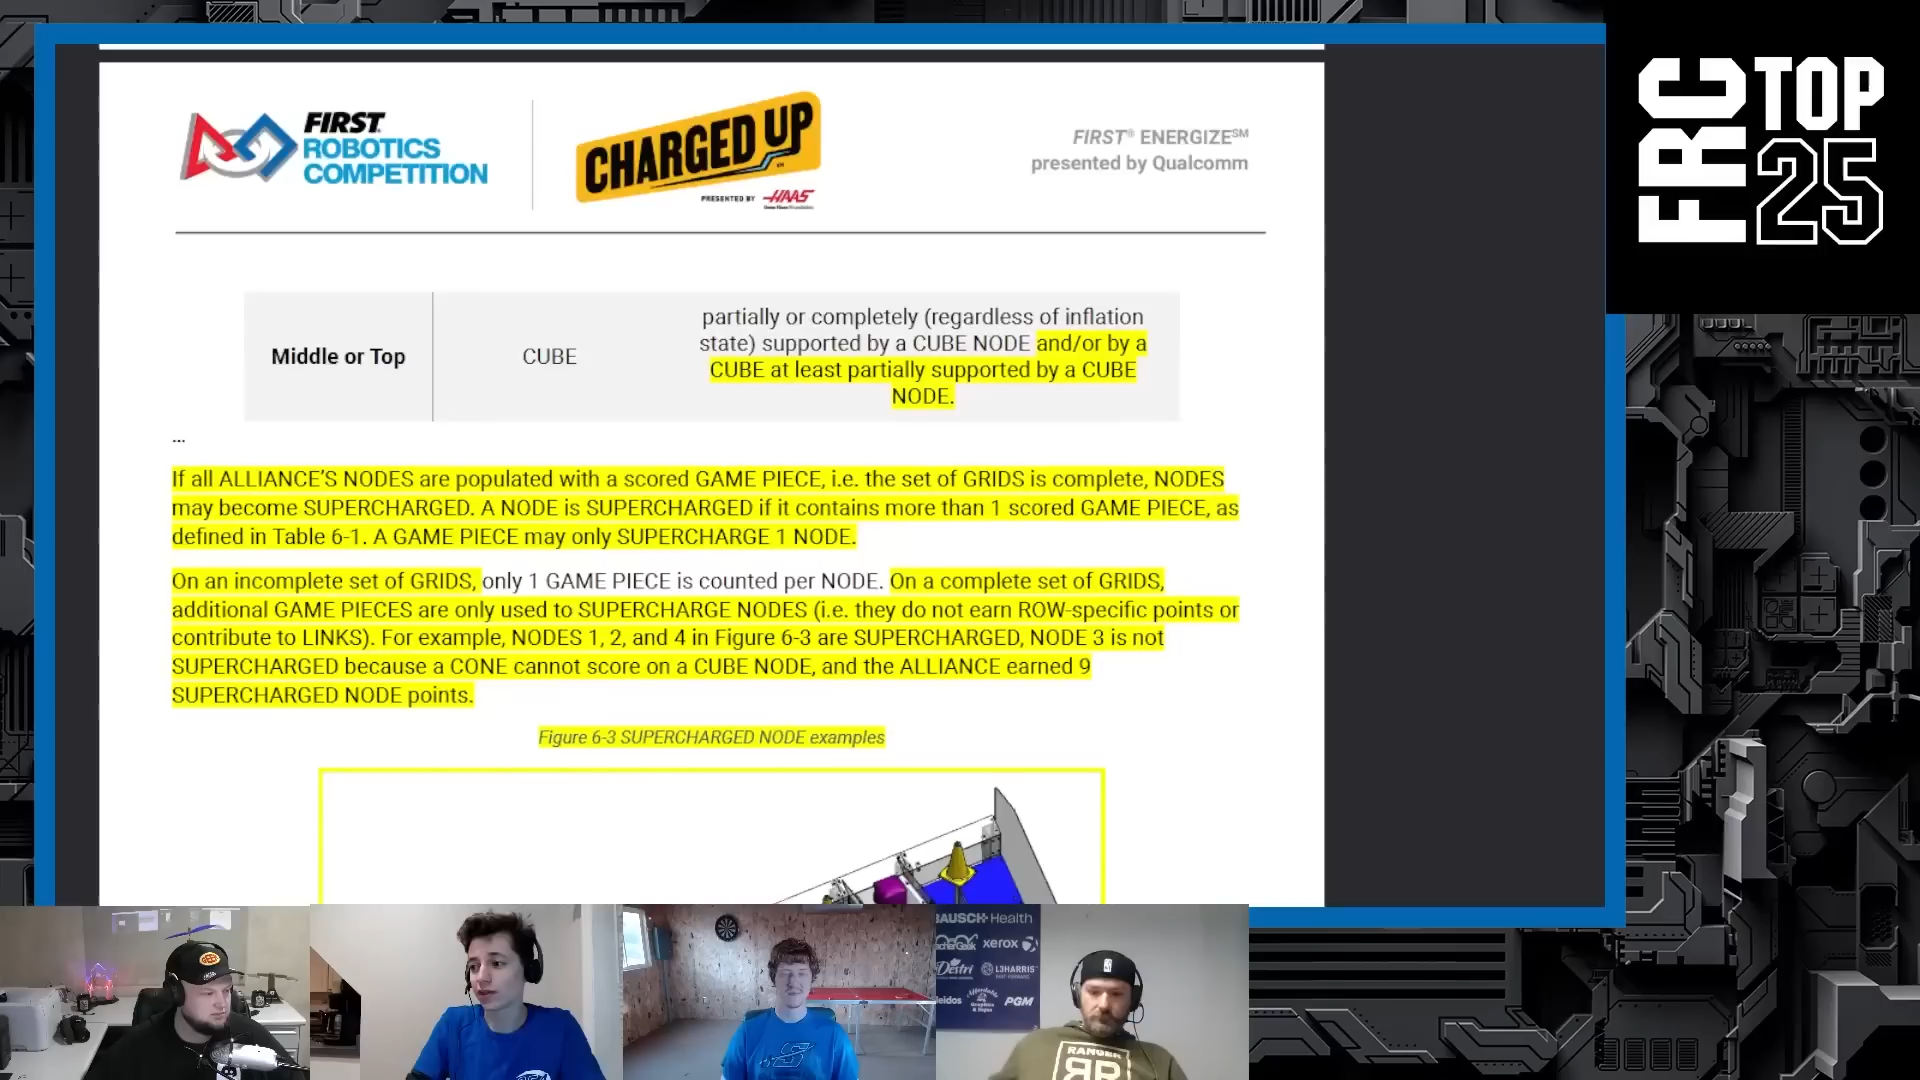 FIRST
ROBOTICS
COMPETITION
CHARGED UP
PRESENTED BY HAAS
FIRST® ENERGIZE℠
presented by Qualcomm
FRC TOP
25
Middle or Top
CUBE
partially or completely (regardless of inflation
state) supported by a CUBE NODE and/or by a
CUBE at least partially supported by a CUBE
NODE.
...
If all ALLIANCE'S NODES are populated with a scored GAME PIECE, i.e. the set of GRIDS is complete, NODES
may become SUPERCHARGED. A NODE is SUPERCHARGED if it contains more than 1 scored GAME PIECE, as
defined in Table 6-1. A GAME PIECE may only SUPERCHARGE 1 NODE.
On an incomplete set of GRIDS, only 1 GAME PIECE is counted per NODE. On a complete set of GRIDS,
additional GAME PIECES are only used to SUPERCHARGE NODES (i.e. they do not earn ROW-specific points or
contribute to LINKS). For example, NODES 1, 2, and 4 in Figure 6-3 are SUPERCHARGED, NODE 3 is not
SUPERCHARGED because a CONE cannot score on a CUBE NODE, and the ALLIANCE earned 9
SUPERCHARGED NODE points.
Figure 6-3 SUPERCHARGED NODE examples
BAUSCH+Health
xerox
Destri
L3HARRIS
leidos
PGM
RANGER